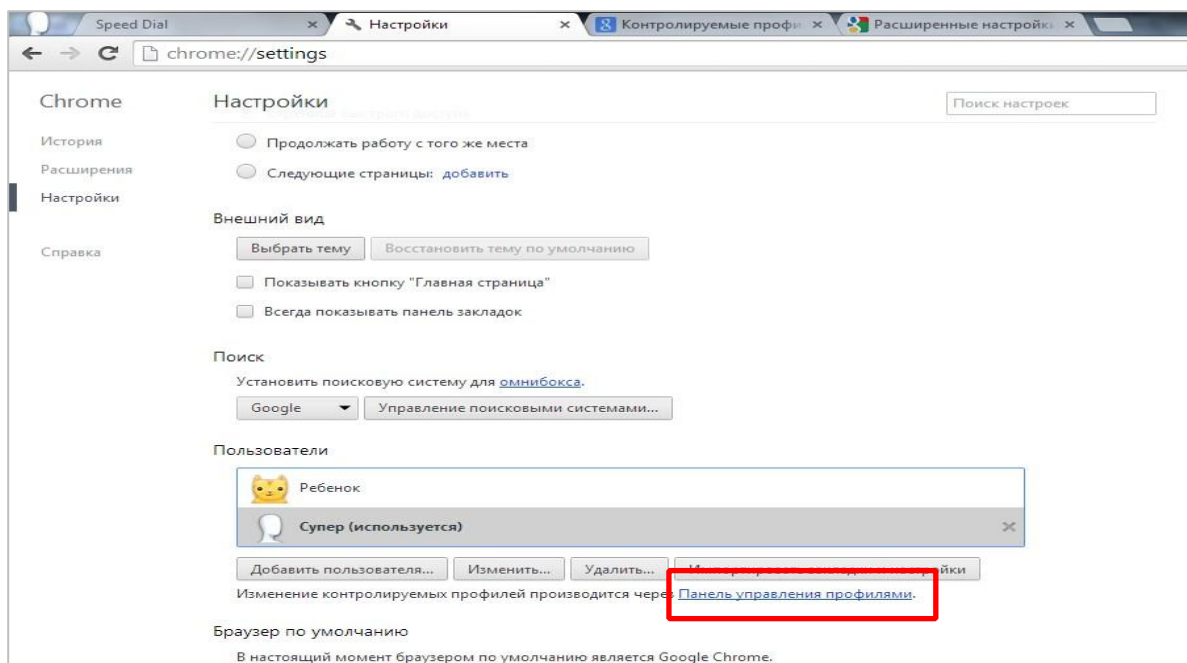 Speed Dial
Настройки
Контролируемые профи
Расширенные настройк
chrome://settings
Chrome
Настройки
Поиск настроек
История
Расширения
Настройки
Справка
Продолжать работу с того же места
Следующие страницы: добавить
Внешний вид
Выбрать тему
Восстановить тему по умолчанию
Показывать кнопку "Главная страница"
Всегда показывать панель закладок
Поиск
Установить поисковую систему для омнибокса.
Google
Управление поисковыми системами...
Пользователи
Ребенок
Супер (используется)
Добавить пользователя...
Изменить...
Удалить...
Импортировать закладки и настройки
Изменение контролируемых профилей производится через Панель управления профилями.
Браузер по умолчанию
В настоящий момент браузером по умолчанию является Google Chrome.